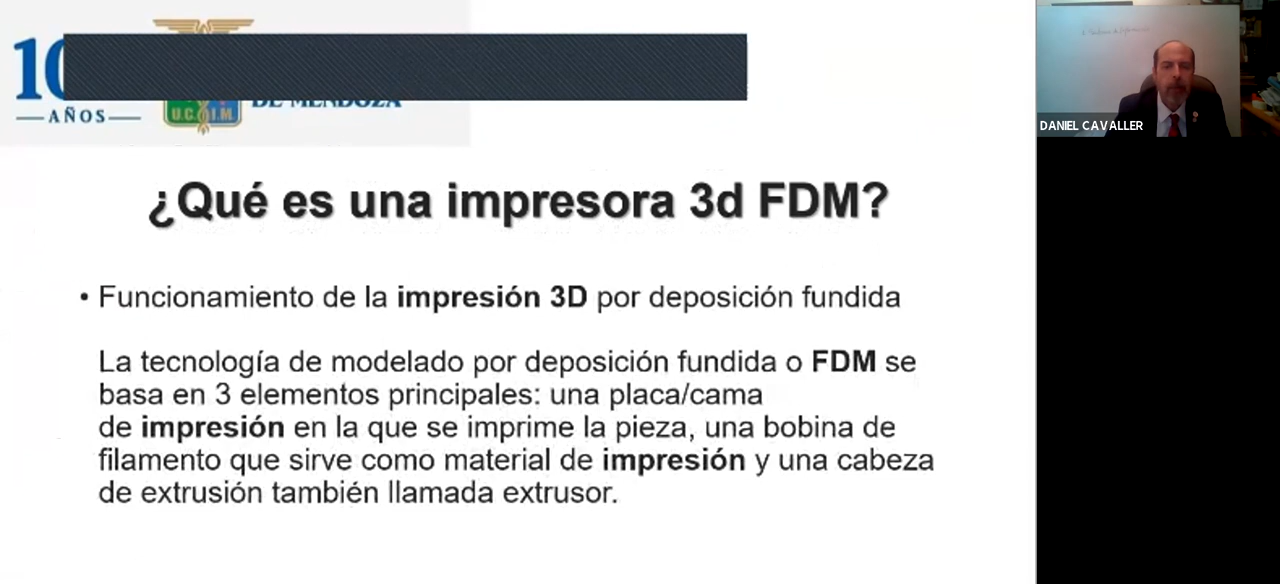 10
AÑOS
U.C.I.M.
DE MENDOZA
DANIEL CAVALLER
¿Qué es una impresora 3d FDM?
• Funcionamiento de la impresión 3D por deposición fundida
La tecnología de modelado por deposición fundida o FDM se
basa en 3 elementos principales: una placa/cama
de impresión en la que se imprime la pieza, una bobina de
filamento que sirve como material de impresión y una cabeza
de extrusión también llamada extrusor.